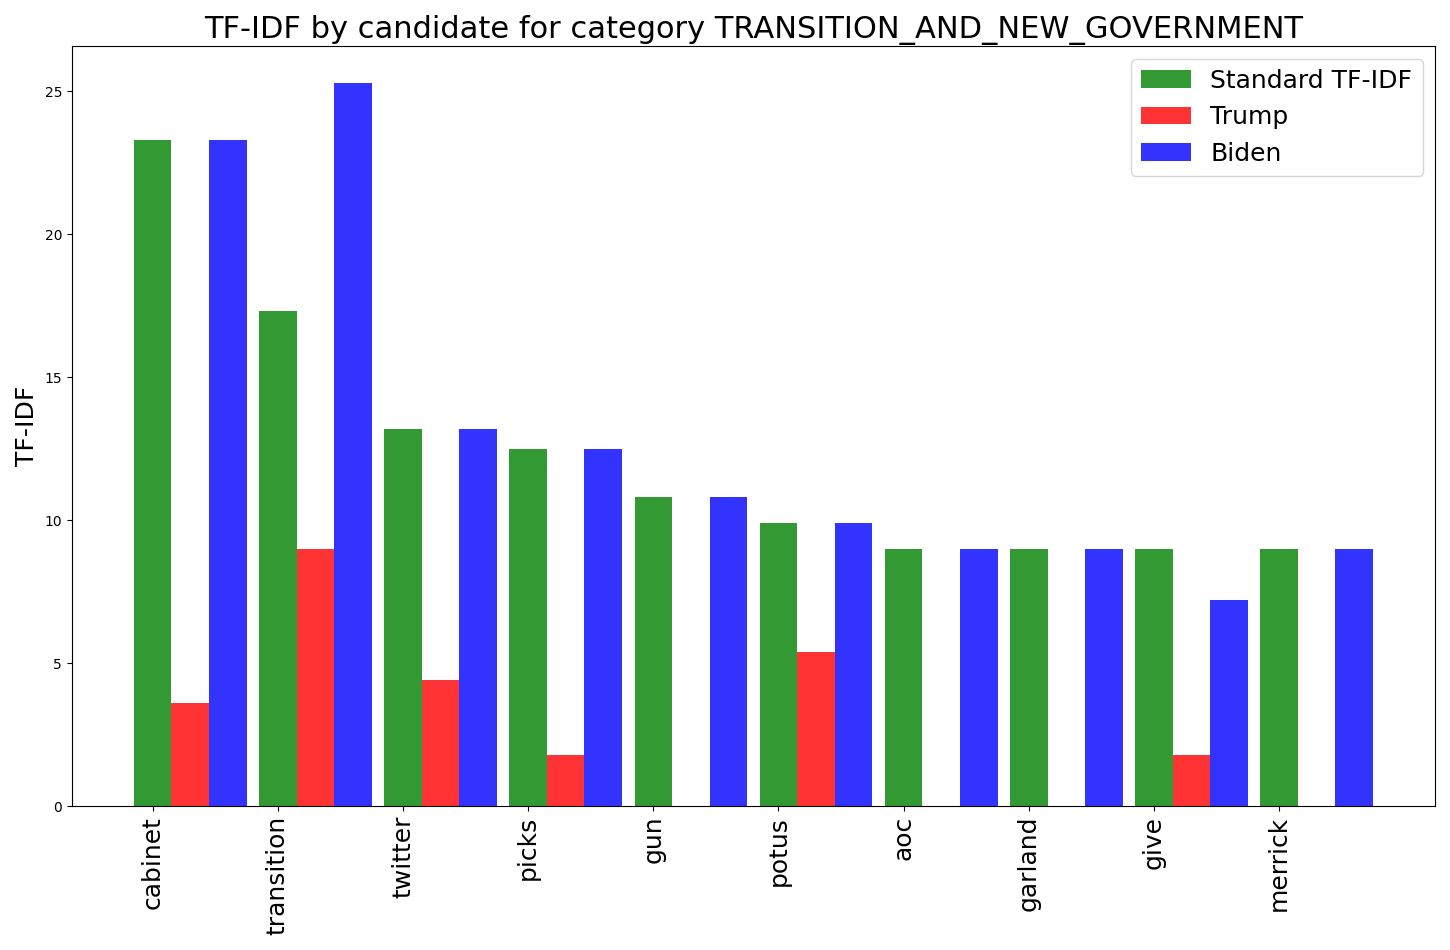 TF-IDF by candidate for category TRANSITION_AND_NEW_GOVERNMENT
Standard TF-IDF
Trump
Biden
TF-IDF
25
20
15
10
5
0
cabinet
transition
twitter
picks
gun
potus
aoc
garland
give
merrick